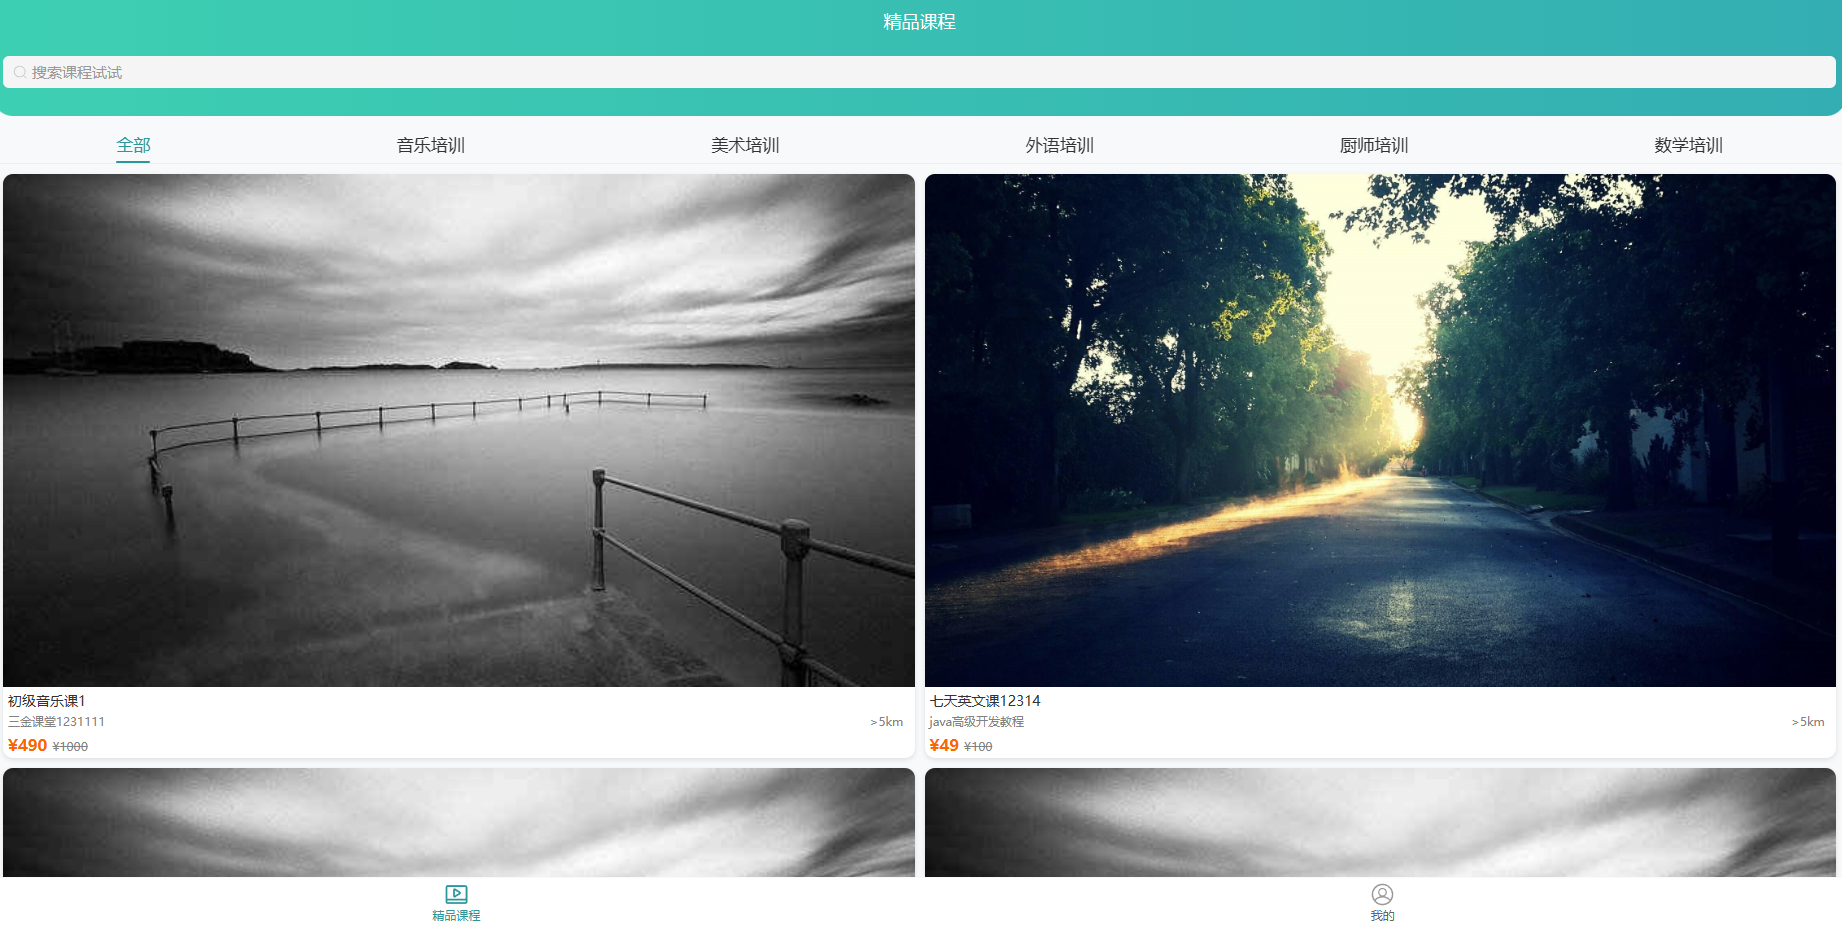 精品课程
搜索课程试试
全部 音乐培训 美术培训 外语培训 厨师培训 数学培训
初级音乐课1
三金课堂1231111 >5km
¥490 ¥1000
七天英文课12314
java高级开发教程 >5km
¥49 ¥100
精品课程 我的